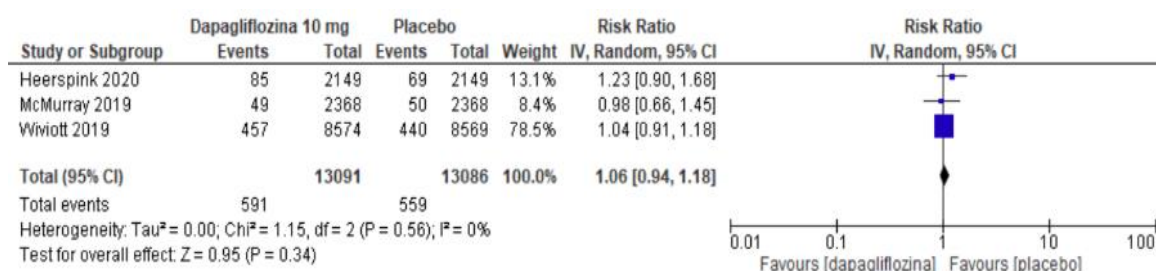 Dapagliflozina 10 mg Placebo Risk Ratio Risk Ratio
Study or Subgroup Events Total Events Total Weight IV, Random, 95% CI IV, Random, 95% CI
Heerspink 2020 85 2149 69 2149 13.1% 1.23 [0.90, 1.68]
McMurray 2019 49 2368 50 2368 8.4% 0.98 [0.66, 1.45]
Wiviott 2019 457 8574 440 8569 78.5% 1.04 [0.91, 1.18]
Total (95% CI) 13091 13086 100.0% 1.06 [0.94, 1.18]
Total events 591 559
Heterogeneity: Tau² = 0.00; Chi² = 1.15, df = 2 (P = 0.56); I² = 0%
Test for overall effect: Z = 0.95 (P = 0.34)
0.01 0.1 1 10 100
Favours [dapagliflozina] Favours [placebo]